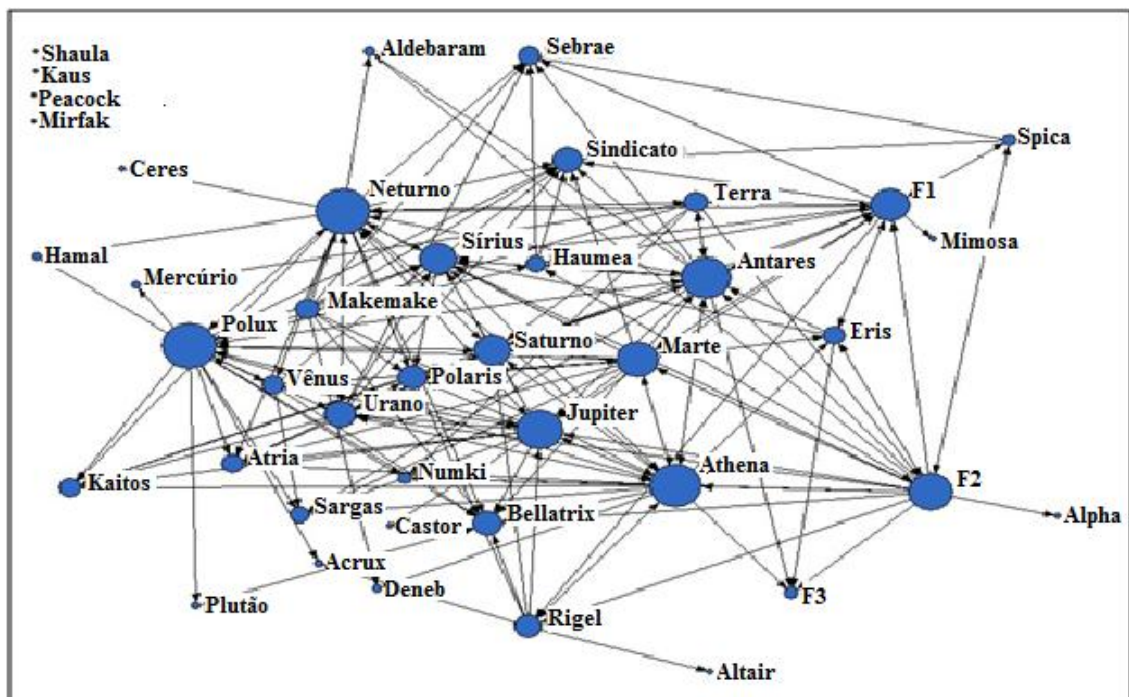 Shaula
Kaus
Peacock
Mirfak
Aldebaram
Sebrae
Spica
Sindicato
Ceres
Neturno
Terra
F1
Mimosa
Hamal
Sírius
Haumea
Antares
Mercúrio
Makemake
Polux
Saturno
Marte
Eris
Vênus
Polaris
Urano
Jupiter
Atria
Numki
Athena
F2
Kaitos
Sargas
Castor
Bellatrix
Alpha
Acrux
Deneb
F3
Plutão
Rigel
Altair